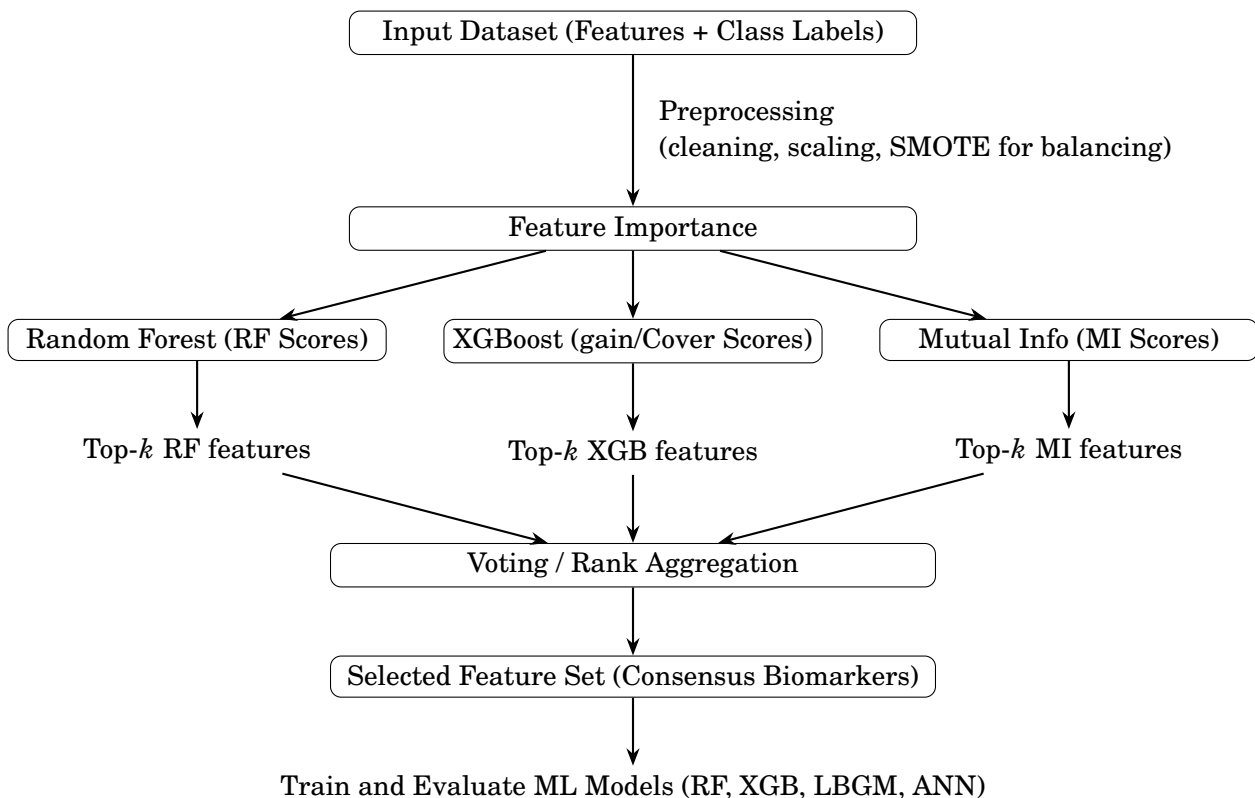 Input Dataset (Features + Class Labels)
Preprocessing
(cleaning, scaling, SMOTE for balancing)
Feature Importance
Random Forest (RF Scores)
XGBoost (gain/Cover Scores)
Mutual Info (MI Scores)
Top-k RF features
Top-k XGB features
Top-k MI features
Voting / Rank Aggregation
Selected Feature Set (Consensus Biomarkers)
Train and Evaluate ML Models (RF, XGB, LBGM, ANN)